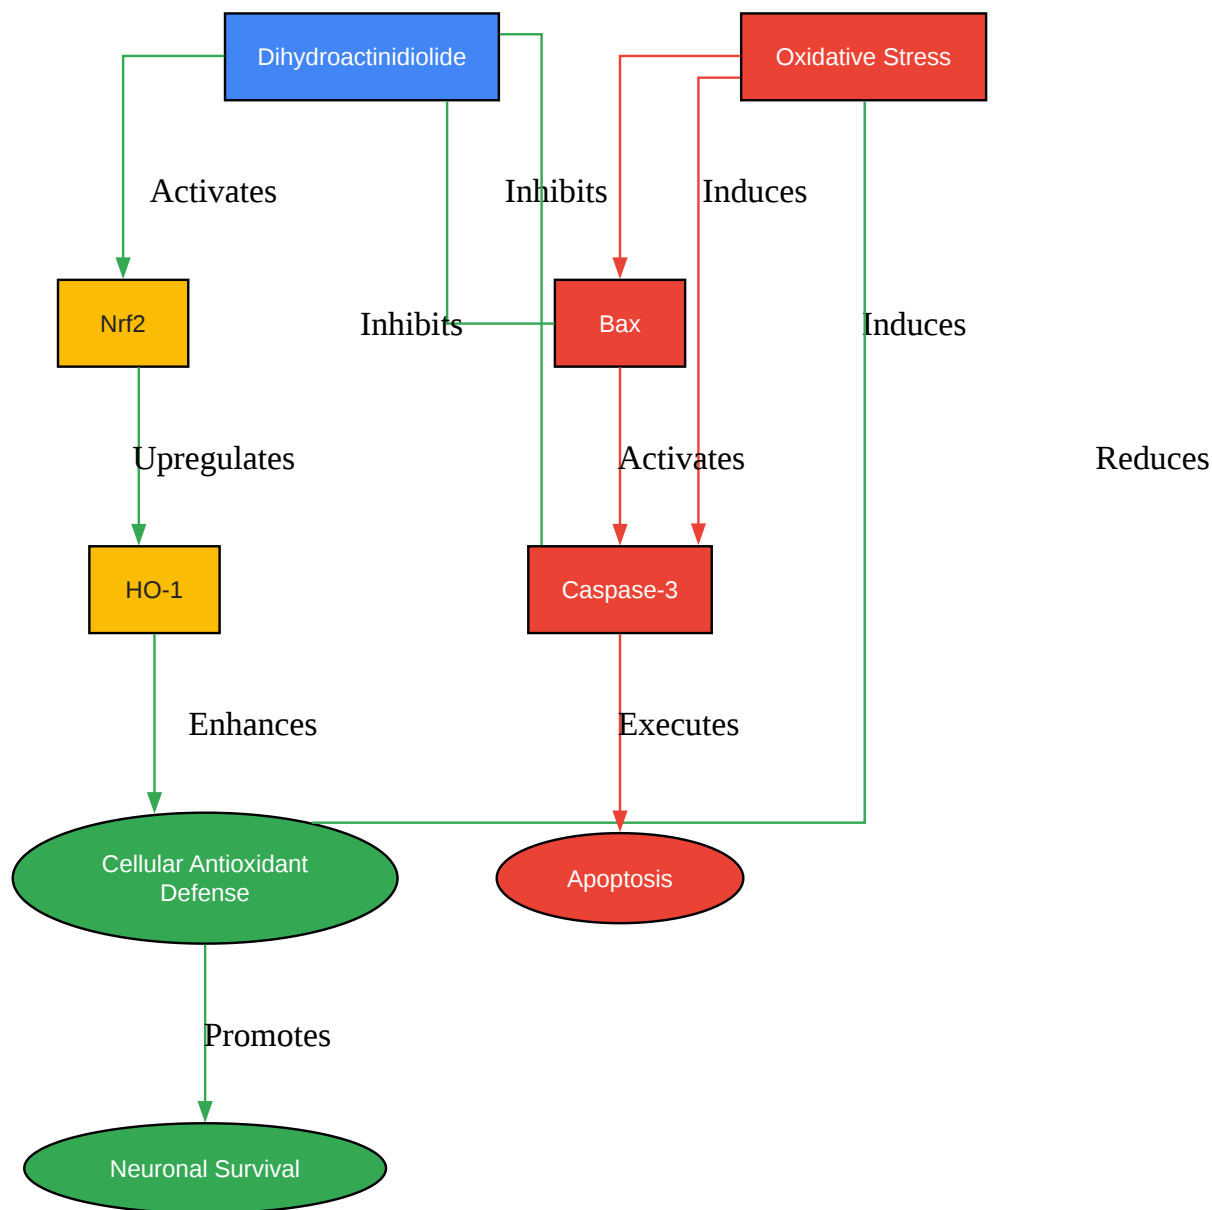 Dihydroactinidiolide
Oxidative Stress
Activates
Inhibits
Induces
Nrf2
Inhibits
Bax
Induces
Upregulates
Activates
Reduces
HO-1
Caspase-3
Enhances
Executes
Cellular Antioxidant
Defense
Apoptosis
Promotes
Neuronal Survival